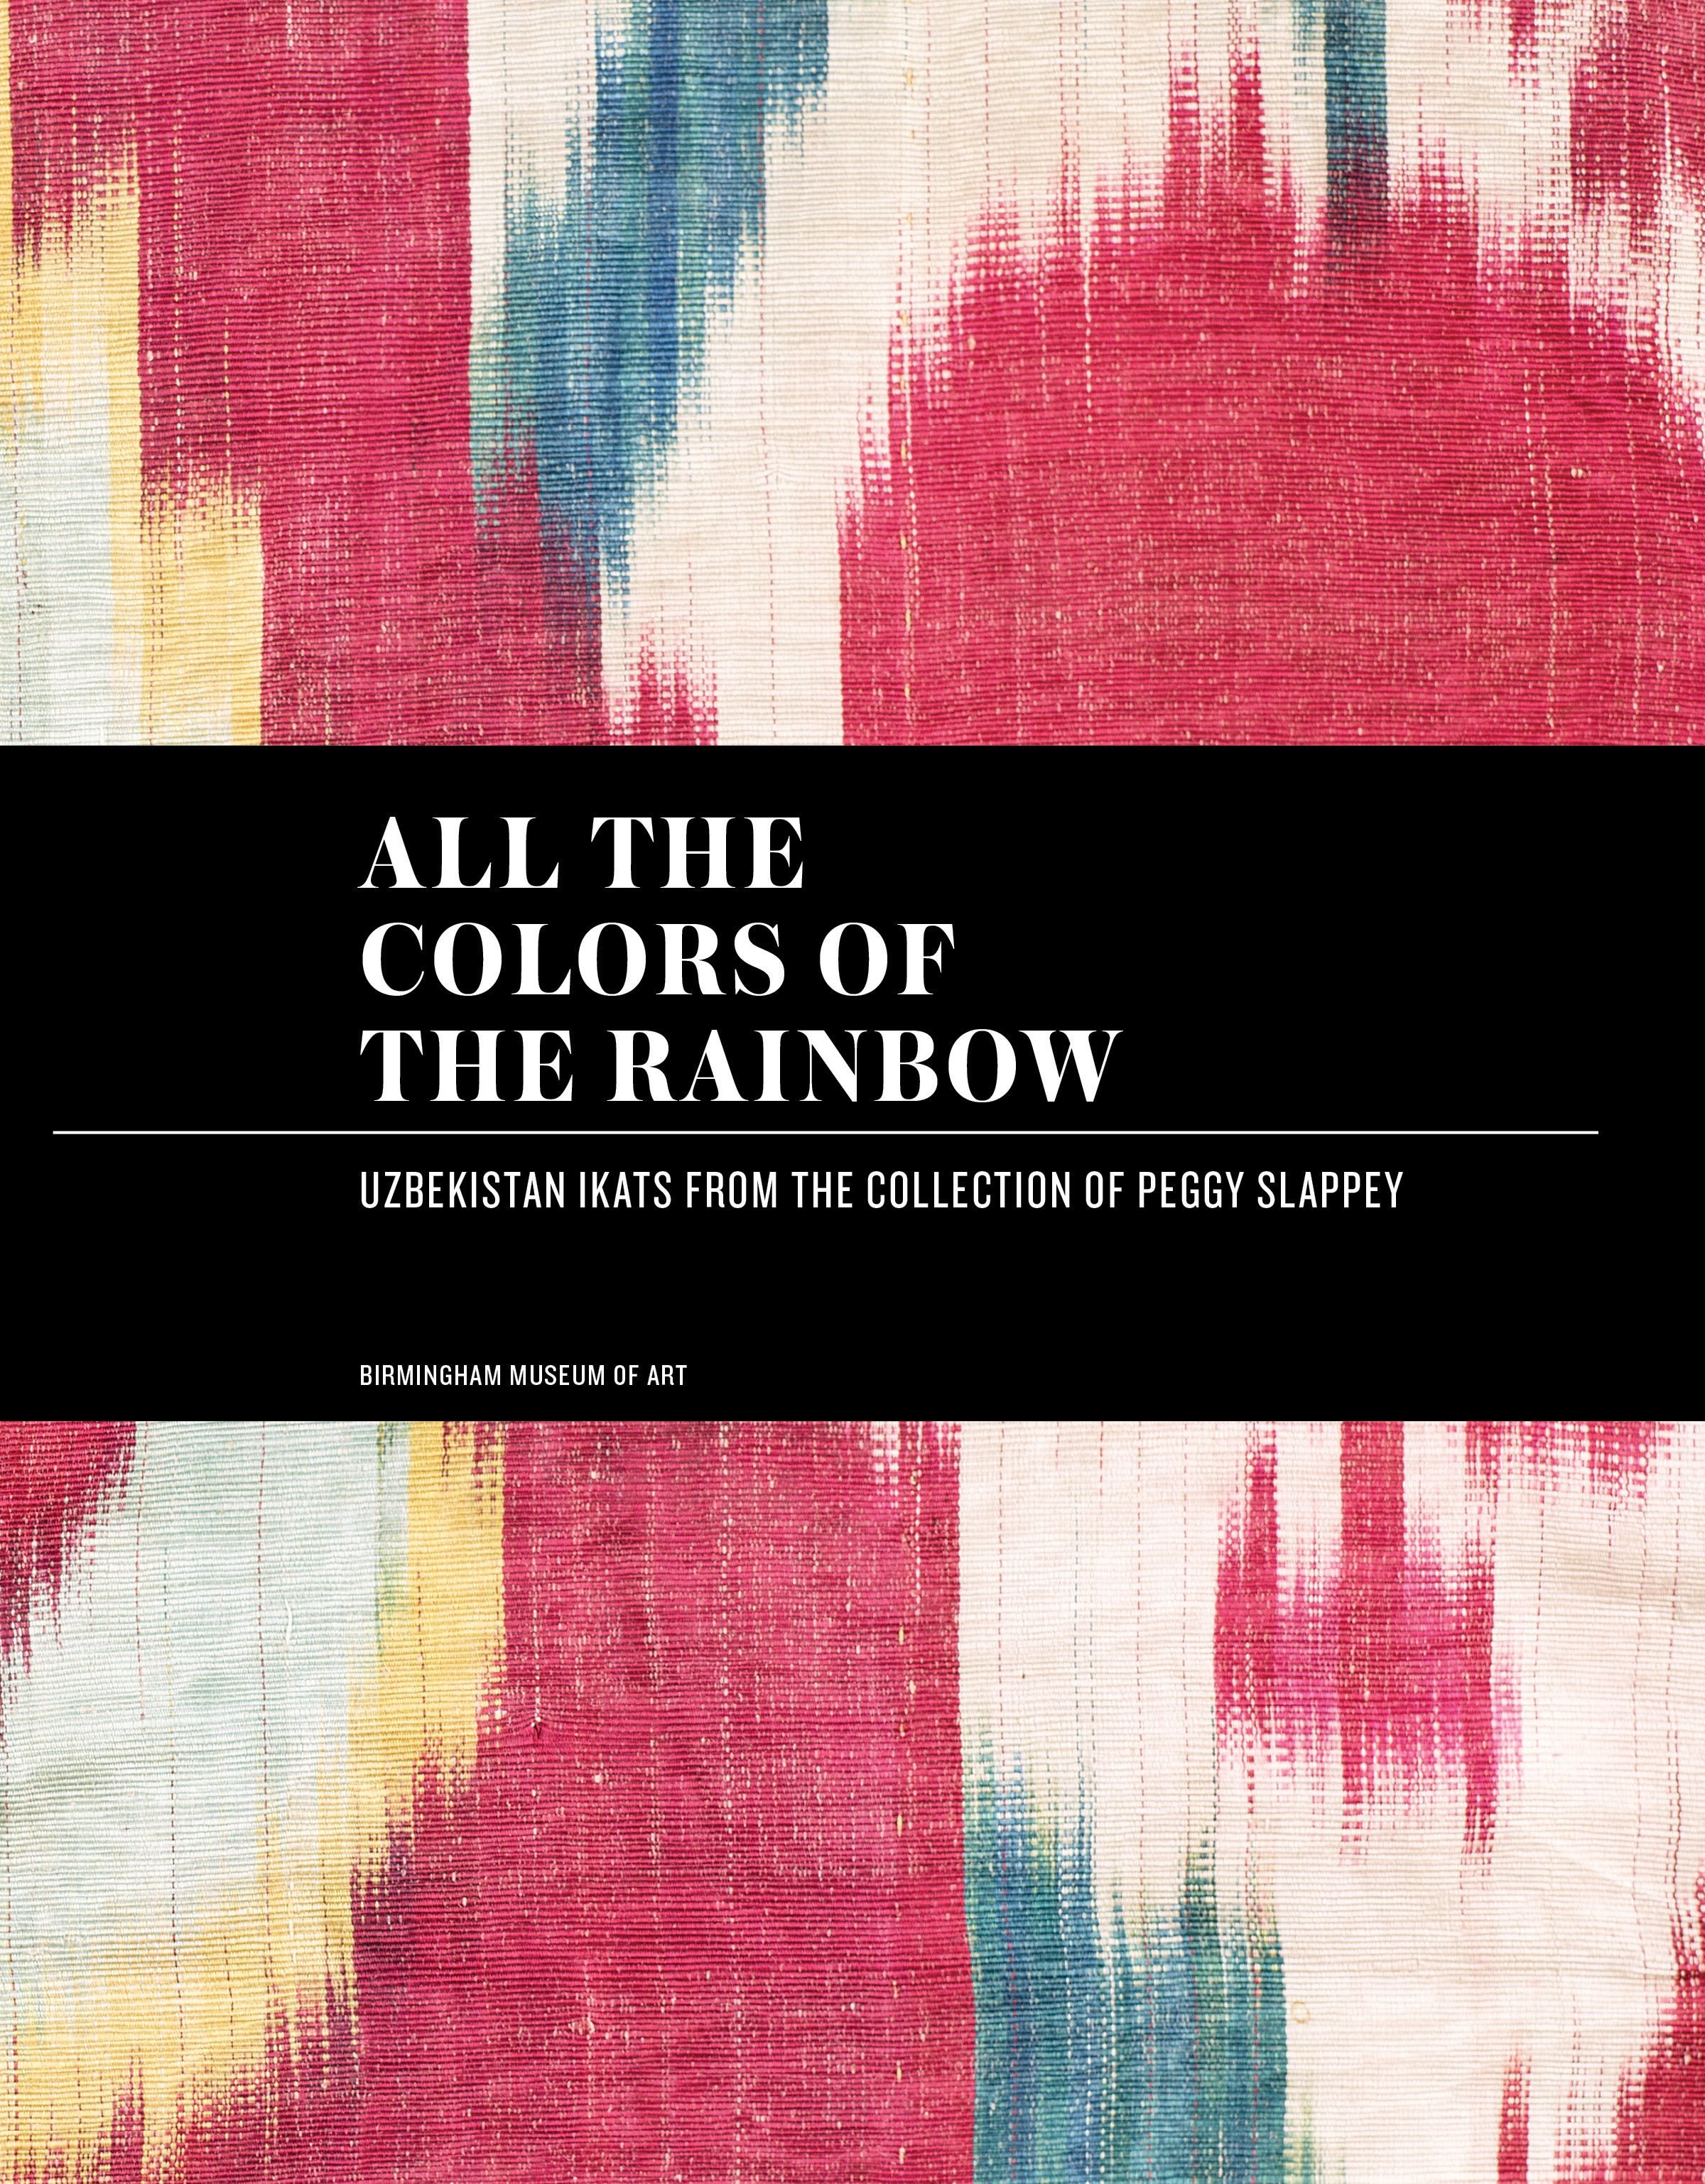 ALL THE
COLORS OF
THE RAINBOW
UZBEKISTAN IKATS FROM THE COLLECTION OF PEGGY SLAPPEY
BIRMINGHAM MUSEUM OF ART